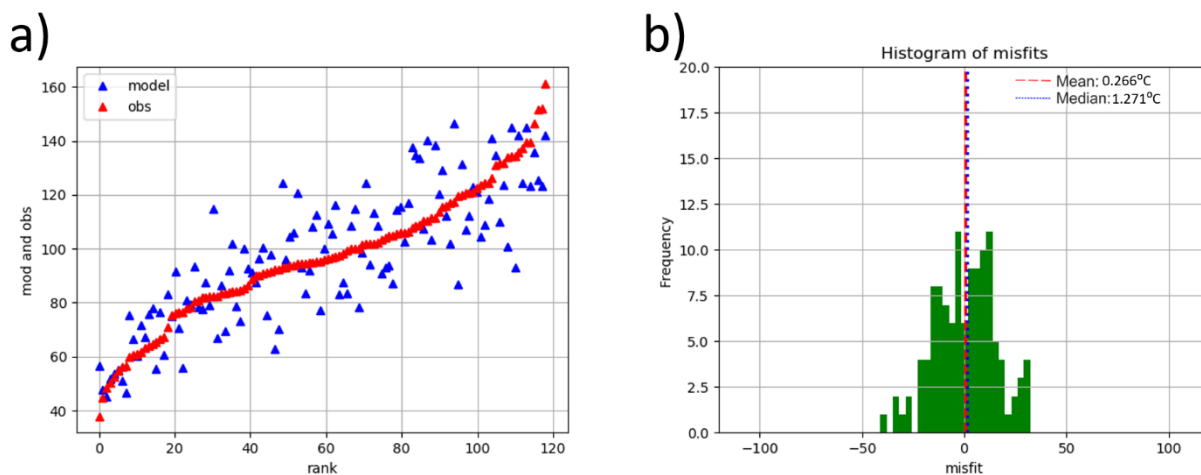 a)
model
obs
mod and obs
160
140
120
100
80
60
40
0 20 40 60 80 100 120
rank
b)
Histogram of misfits
Mean: 0.266°C
Median: 1.271°C
Frequency
20.0
17.5
15.0
12.5
10.0
7.5
5.0
2.5
0.0
-100 -50 0 50 100
misfit